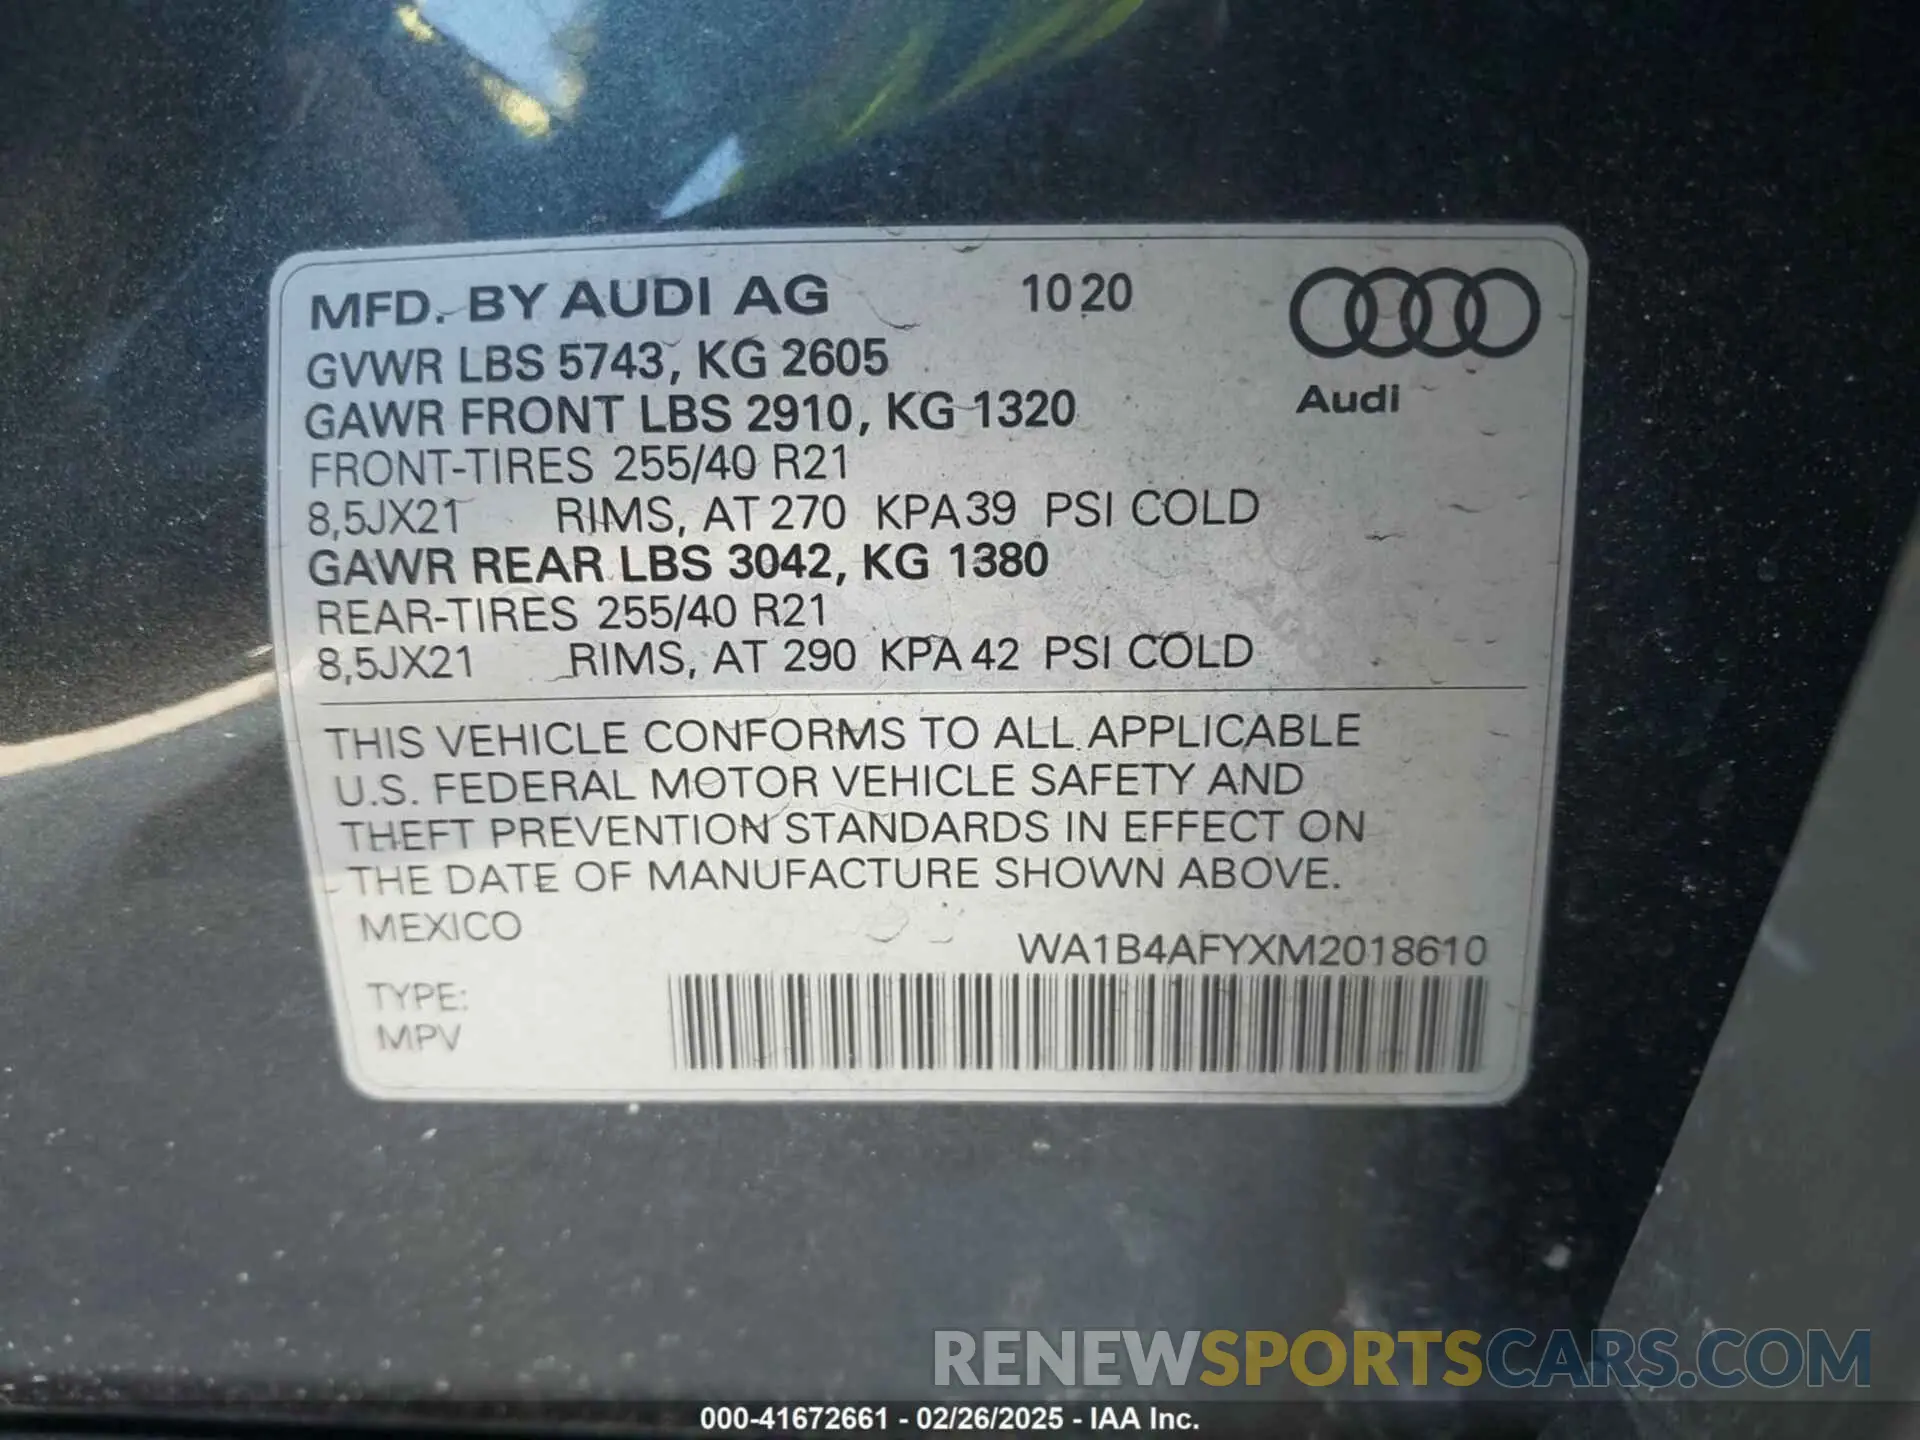 MFD. BY AUDI AG 10 20
Audi
GVWR LBS 5743, KG 2605
GAWR FRONT LBS 2910, KG 1320
FRONT-TIRES 255/40 R21
8,5JX21 RIMS, AT 270 KPA 39 PSI COLD
GAWR REAR LBS 3042, KG 1380
REAR-TIRES 255/40 R21
8,5JX21 RIMS, AT 290 KPA 42 PSI COLD
THIS VEHICLE CONFORMS TO ALL APPLICABLE
U.S. FEDERAL MOTOR VEHICLE SAFETY AND
THEFT PREVENTION STANDARDS IN EFFECT ON
THE DATE OF MANUFACTURE SHOWN ABOVE.
MEXICO
WA1B4AFYXM2018610
TYPE:
MPV
RENEWSPORTSCARS.COM
000-41672661 - 02/26/2025 - IAA Inc.